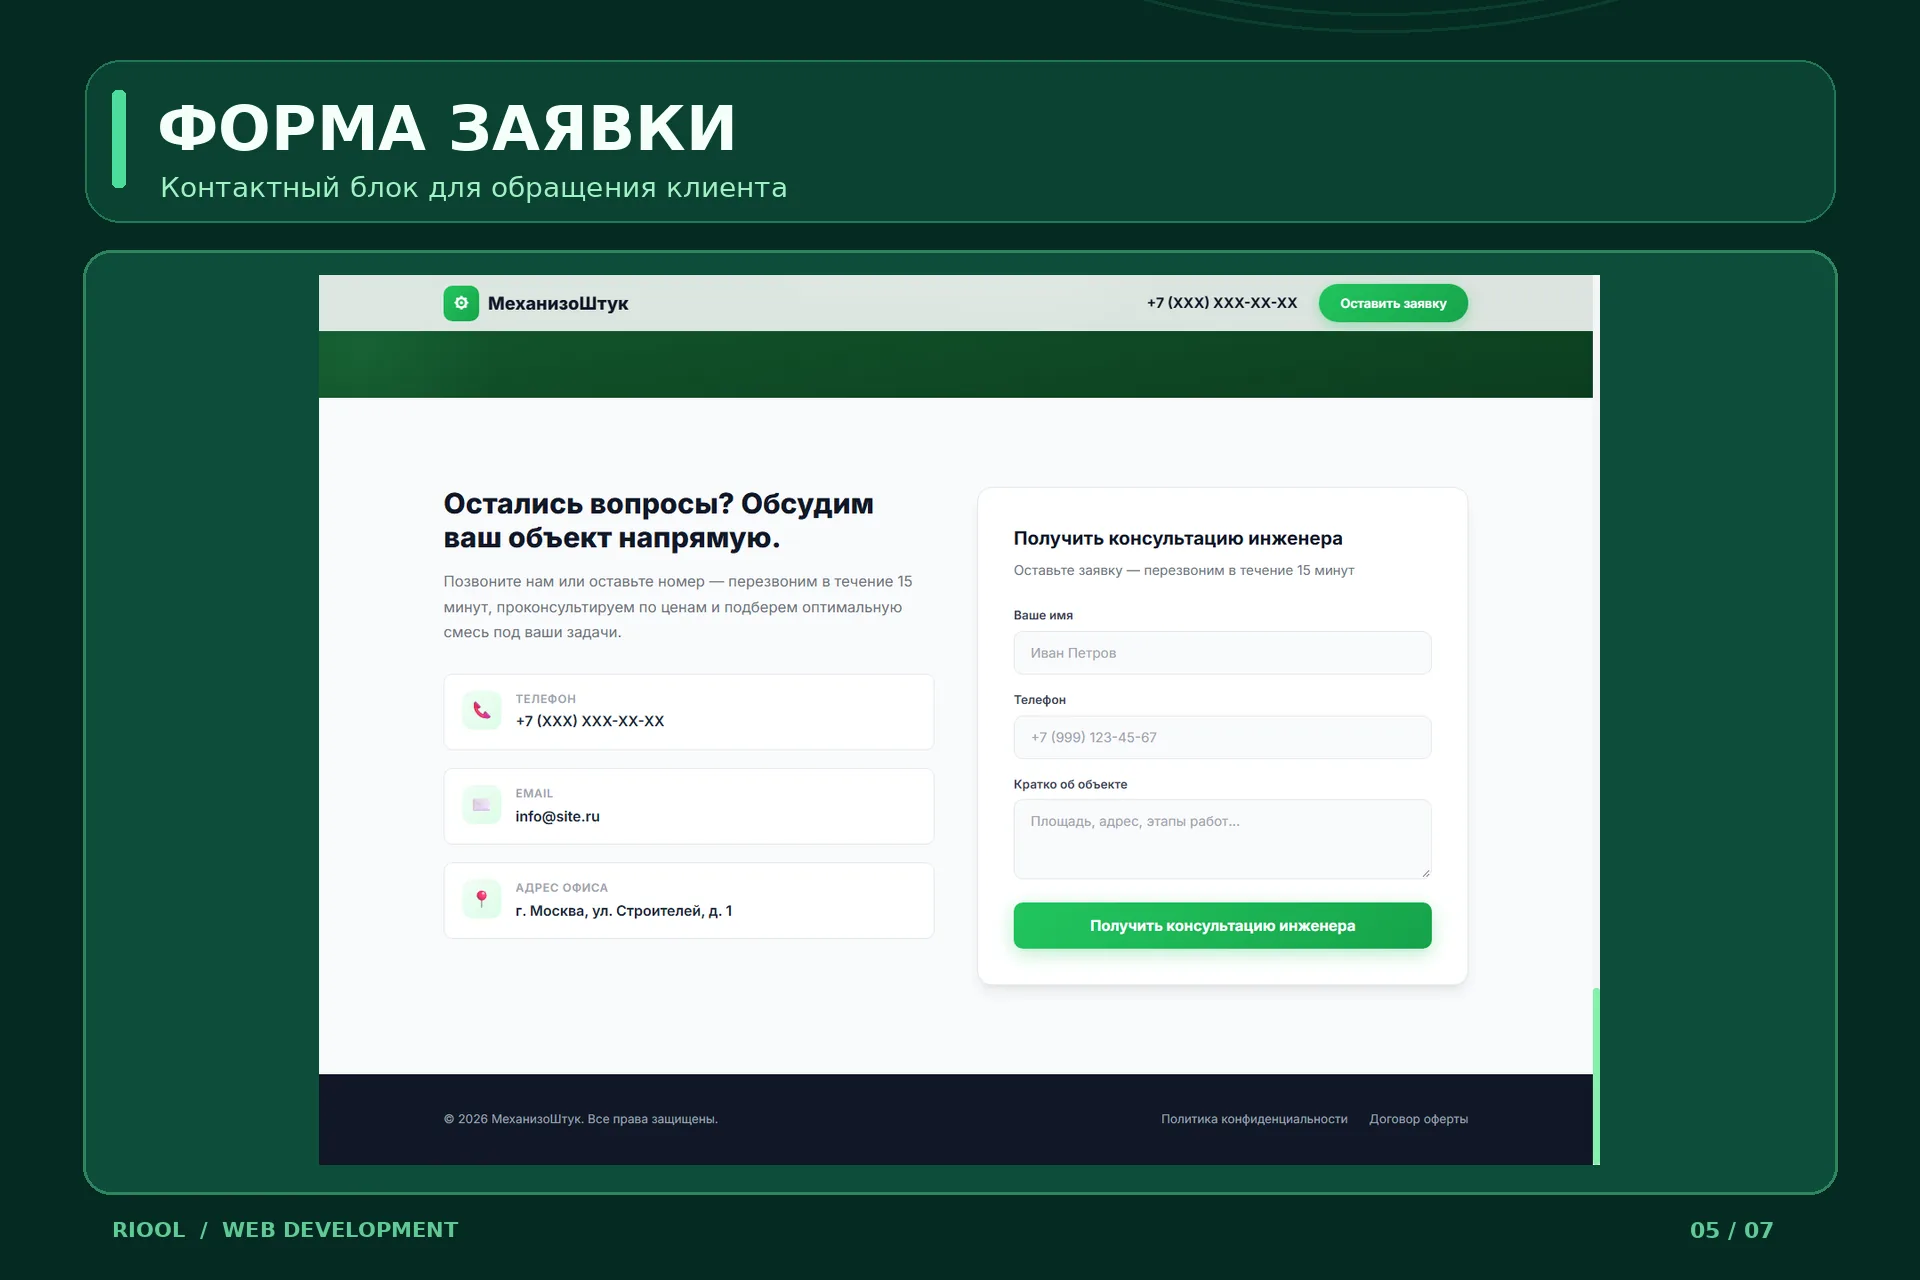 ФОРМА ЗАЯВКИ
Контактный блок для обращения клиента
МеханизоШтук
+7 (XXX) XXX-XX-XX
Оставить заявку
Остались вопросы? Обсудим
ваш объект напрямую.
Позвоните нам или оставьте номер — перезвоним в течение 15
минут, проконсультируем по ценам и подберем оптимальную
смесь под ваши задачи.
ТЕЛЕФОН
+7 (XXX) XXX-XX-XX
EMAIL
info@site.ru
АДРЕС ОФИСА
г. Москва, ул. Строителей, д. 1
Получить консультацию инженера
Оставьте заявку — перезвоним в течение 15 минут
Ваше имя
Иван Петров
Телефон
+7 (999) 123-45-67
Кратко об объекте
Площадь, адрес, этапы работ...
Получить консультацию инженера
© 2026 МеханизоШтук. Все права защищены.
Политика конфиденциальности
Договор оферты
RIOOL / WEB DEVELOPMENT
05 / 07